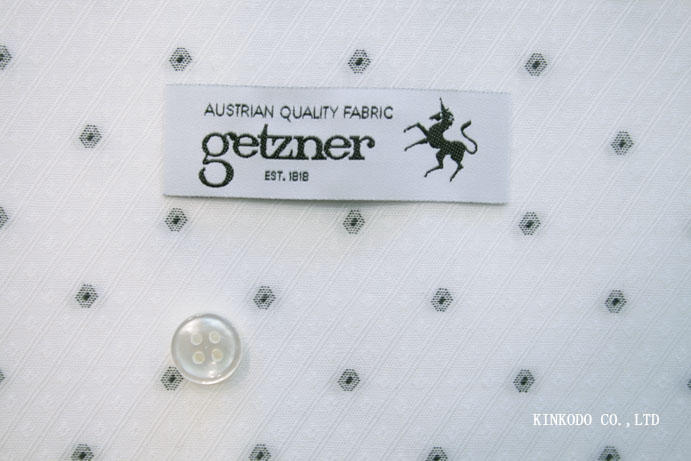 AUSTRIAN QUALITY FABRIC
getzner
EST. 1818
KINKODO CO.,LTD